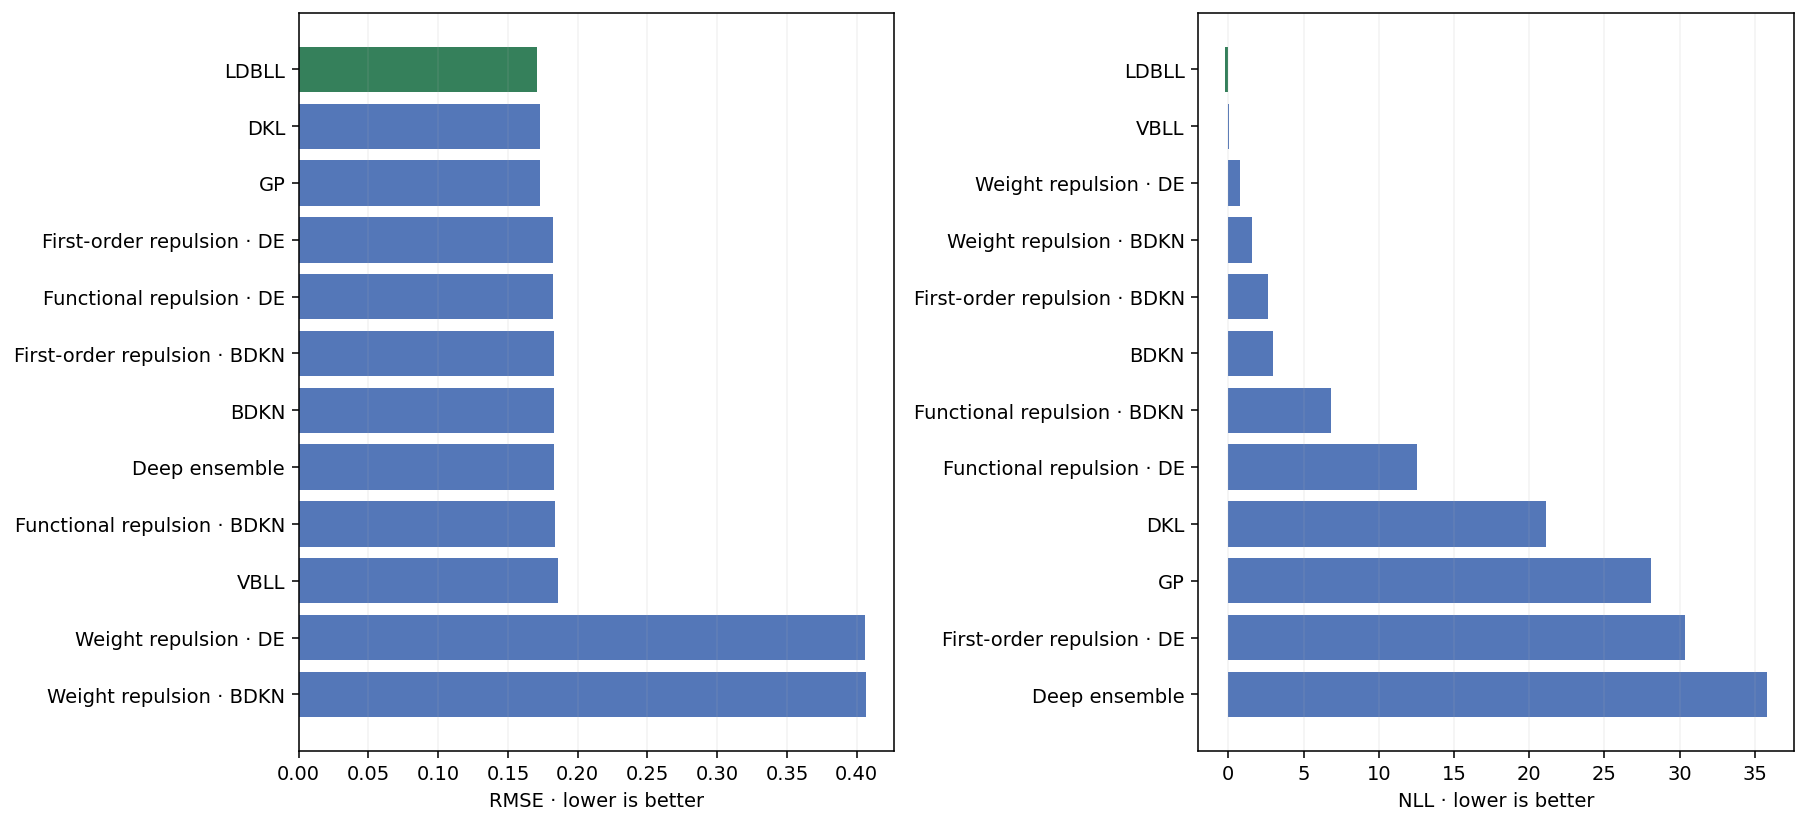 LDBLL
DKL
GP
First-order repulsion · DE
Functional repulsion · DE
First-order repulsion · BDKN
BDKN
Deep ensemble
Functional repulsion · BDKN
VBLL
Weight repulsion · DE
Weight repulsion · BDKN
0.00 0.05 0.10 0.15 0.20 0.25 0.30 0.35 0.40
RMSE · lower is better
LDBLL
VBLL
Weight repulsion · DE
Weight repulsion · BDKN
First-order repulsion · BDKN
BDKN
Functional repulsion · BDKN
Functional repulsion · DE
DKL
GP
First-order repulsion · DE
Deep ensemble
0 5 10 15 20 25 30 35
NLL · lower is better